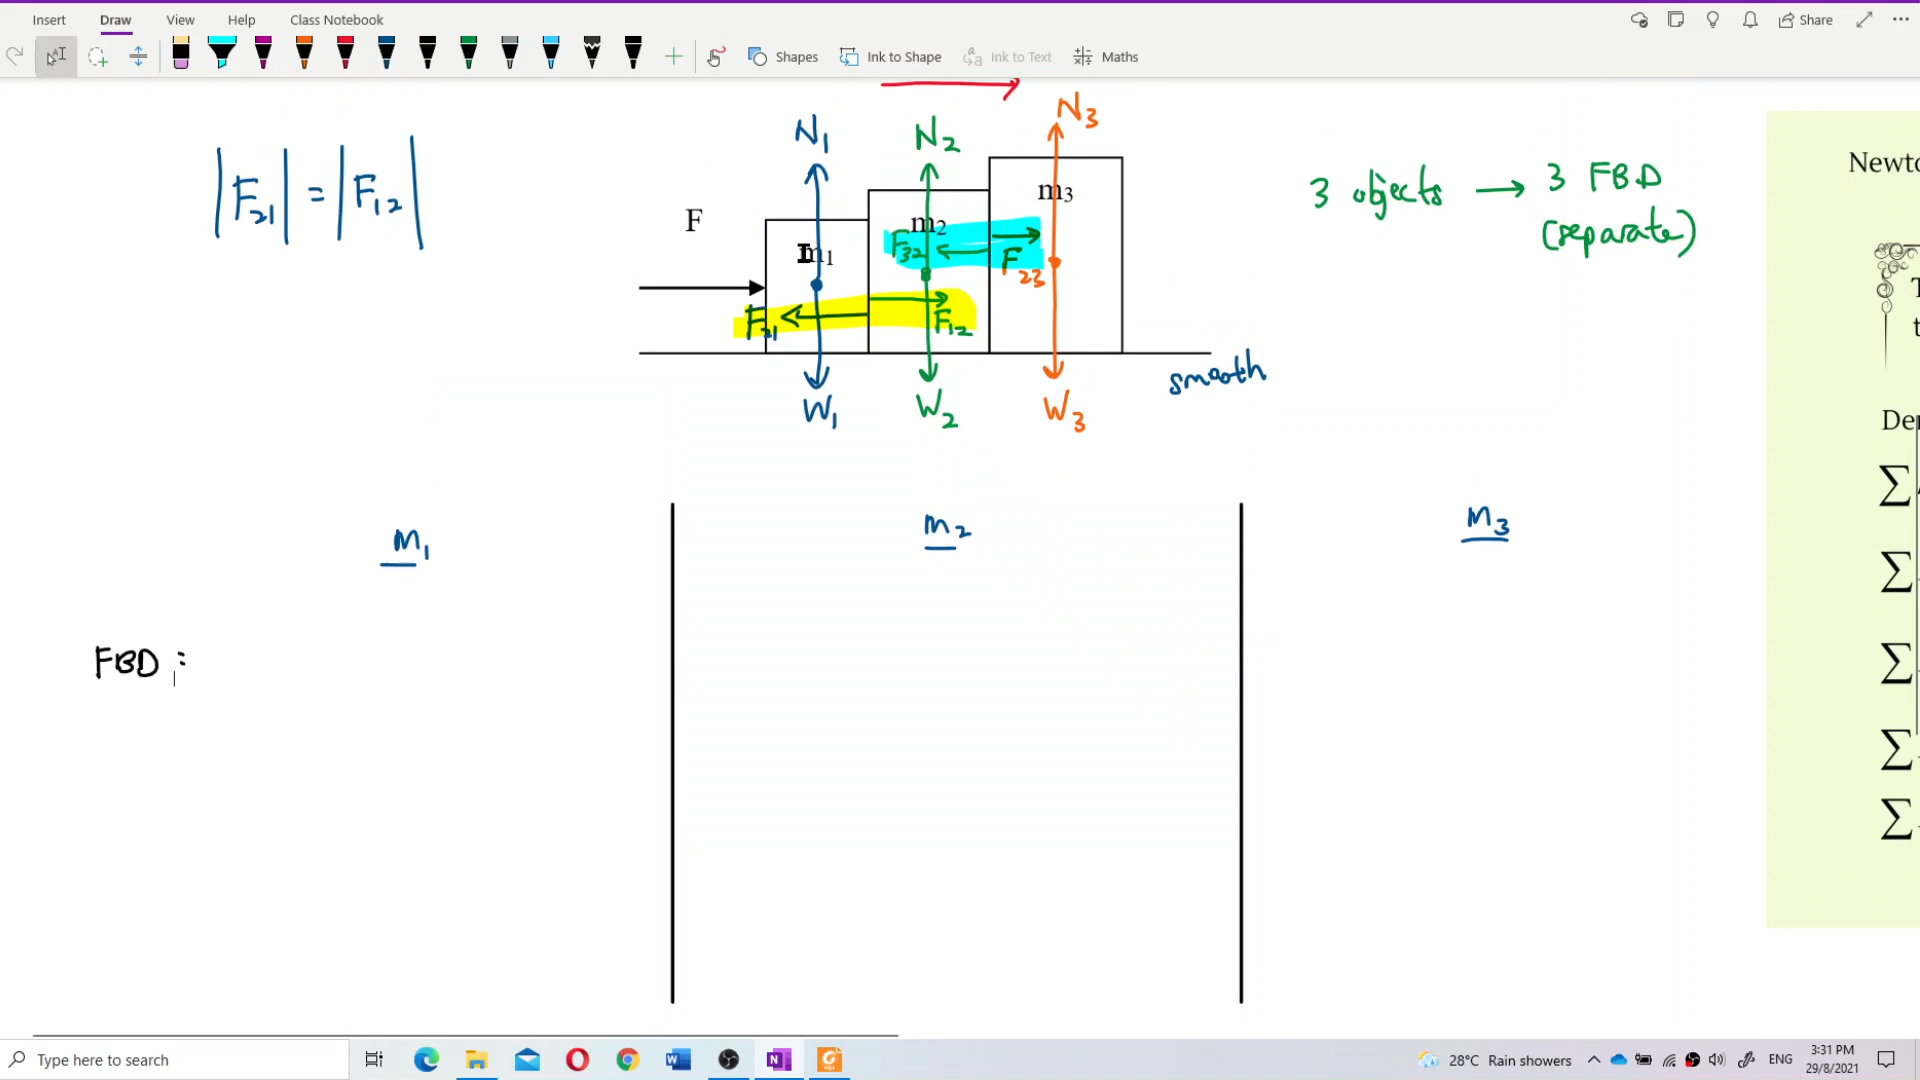 Insert Draw View Help Class Notebook
Share
Shapes Ink to Shape Ink to Text Maths
|F21| = |F12|
F
N1 N2 N3
m1 m2 m3
F32 F23
F21 F12
W1 W2 W3
smooth
3 objects → 3 FBD
(separate)
m1
m2
m3
FBD :
Newto
T
t
De
Σ
Σ
Σ
Σ
Σ
Type here to search
28°C Rain showers
ENG
3:31 PM
29/8/2021